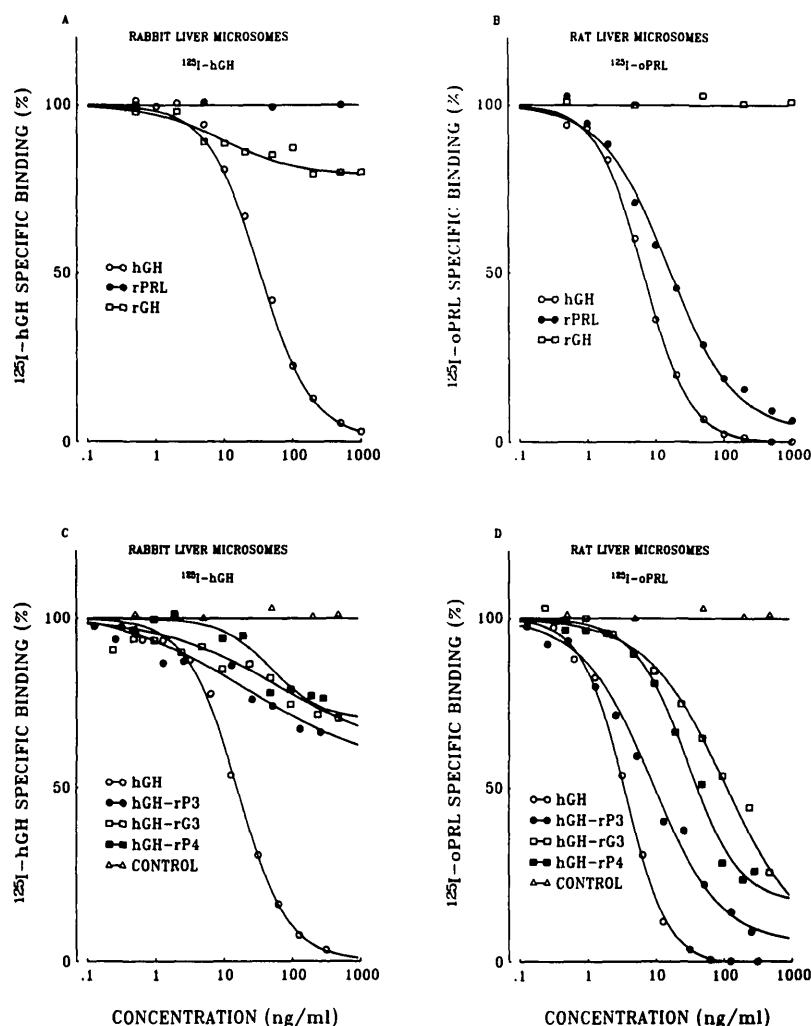 A
RABBIT LIVER MICROSOMES
¹²⁵I-hGH
¹²⁵I-hGH SPECIFIC BINDING (%)
100
50
0
hGH
rPRL
rGH
.1
1
10
100
1000
B
RAT LIVER MICROSOMES
¹²⁵I-oPRL
¹²⁵I-oPRL SPECIFIC BINDING (%)
100
50
0
hGH
rPRL
rGH
.1
1
10
100
1000
C
RABBIT LIVER MICROSOMES
¹²⁵I-hGH
¹²⁵I-hGH SPECIFIC BINDING (%)
100
50
0
hGH
hGH-rP3
hGH-rG3
hGH-rP4
CONTROL
.1
1
10
100
1000
CONCENTRATION (ng/ml)
D
RAT LIVER MICROSOMES
¹²⁵I-oPRL
¹²⁵I-oPRL SPECIFIC BINDING (%)
100
50
0
hGH
hGH-rP3
hGH-rG3
hGH-rP4
CONTROL
.1
1
10
100
1000
CONCENTRATION (ng/ml)